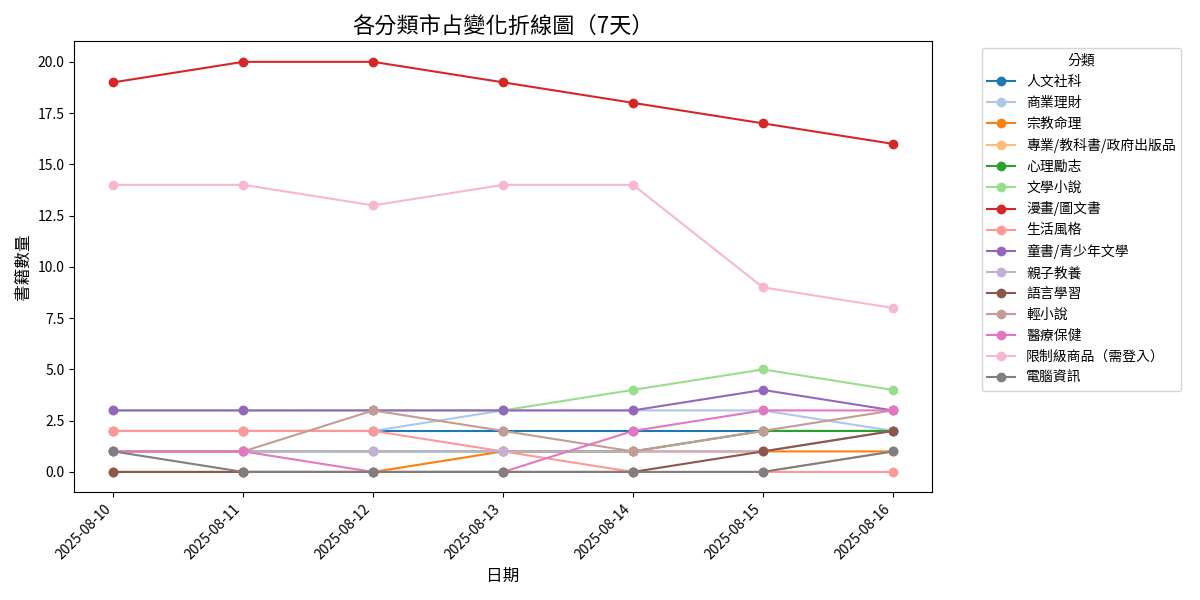 各分類市占變化折線圖（7天）
書籍數量
20.0
17.5
15.0
12.5
10.0
7.5
5.0
2.5
0.0
2025-08-10
2025-08-11
2025-08-12
2025-08-13
2025-08-14
2025-08-15
2025-08-16
日期
分類
人文社科
商業理財
宗教命理
專業/教科書/政府出版品
心理勵志
文學小說
漫畫/圖文書
生活風格
童書/青少年文學
親子教養
語言學習
輕小說
醫療保健
限制級商品（需登入）
電腦資訊